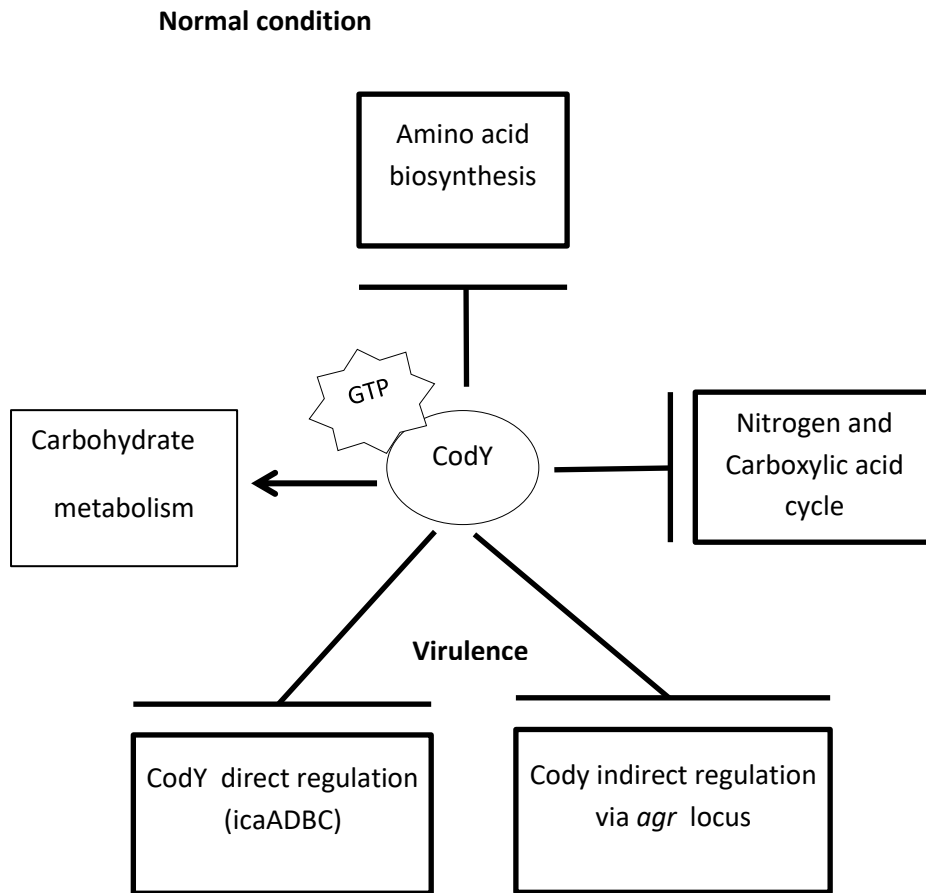 Normal condition
Amino acid
biosynthesis
GTP
CodY
Carbohydrate
metabolism
Nitrogen and
Carboxylic acid
cycle
Virulence
CodY direct regulation
(icaADBC)
Cody indirect regulation
via agr locus